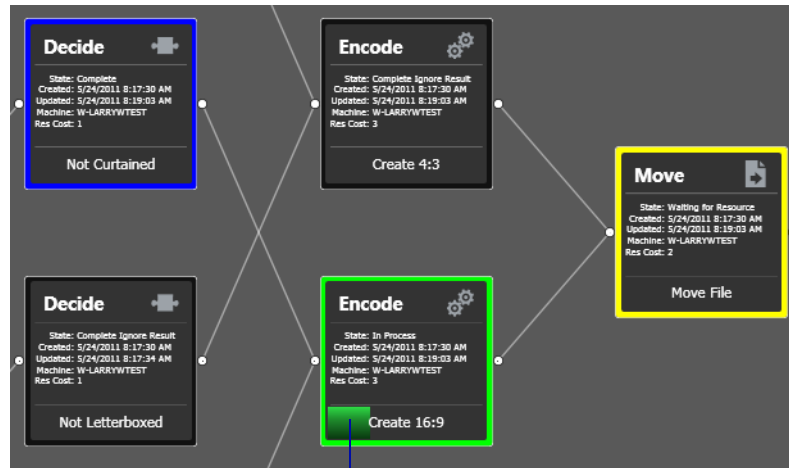 Decide
State: Complete
Created: 5/24/2011 8:17:30 AM
Updated: 5/24/2011 8:19:03 AM
Machine: W-LARRYWTEST
Res Cost: 1
Not Curtained
Encode
State: Complete Ignore Result
Created: 5/24/2011 8:17:30 AM
Updated: 5/24/2011 8:19:03 AM
Machine: W-LARRYWTEST
Res Cost: 3
Create 4:3
Move
State: Waiting for Resource
Created: 5/24/2011 8:17:30 AM
Updated: 5/24/2011 8:19:03 AM
Machine: W-LARRYWTEST
Res Cost: 2
Move File
Decide
State: Complete Ignore Result
Created: 5/24/2011 8:17:30 AM
Updated: 5/24/2011 8:17:34 AM
Machine: W-LARRYWTEST
Res Cost: 1
Not Letterboxed
Encode
State: In Process
Created: 5/24/2011 8:17:30 AM
Updated: 5/24/2011 8:19:03 AM
Machine: W-LARRYWTEST
Res Cost: 3
Create 16:9